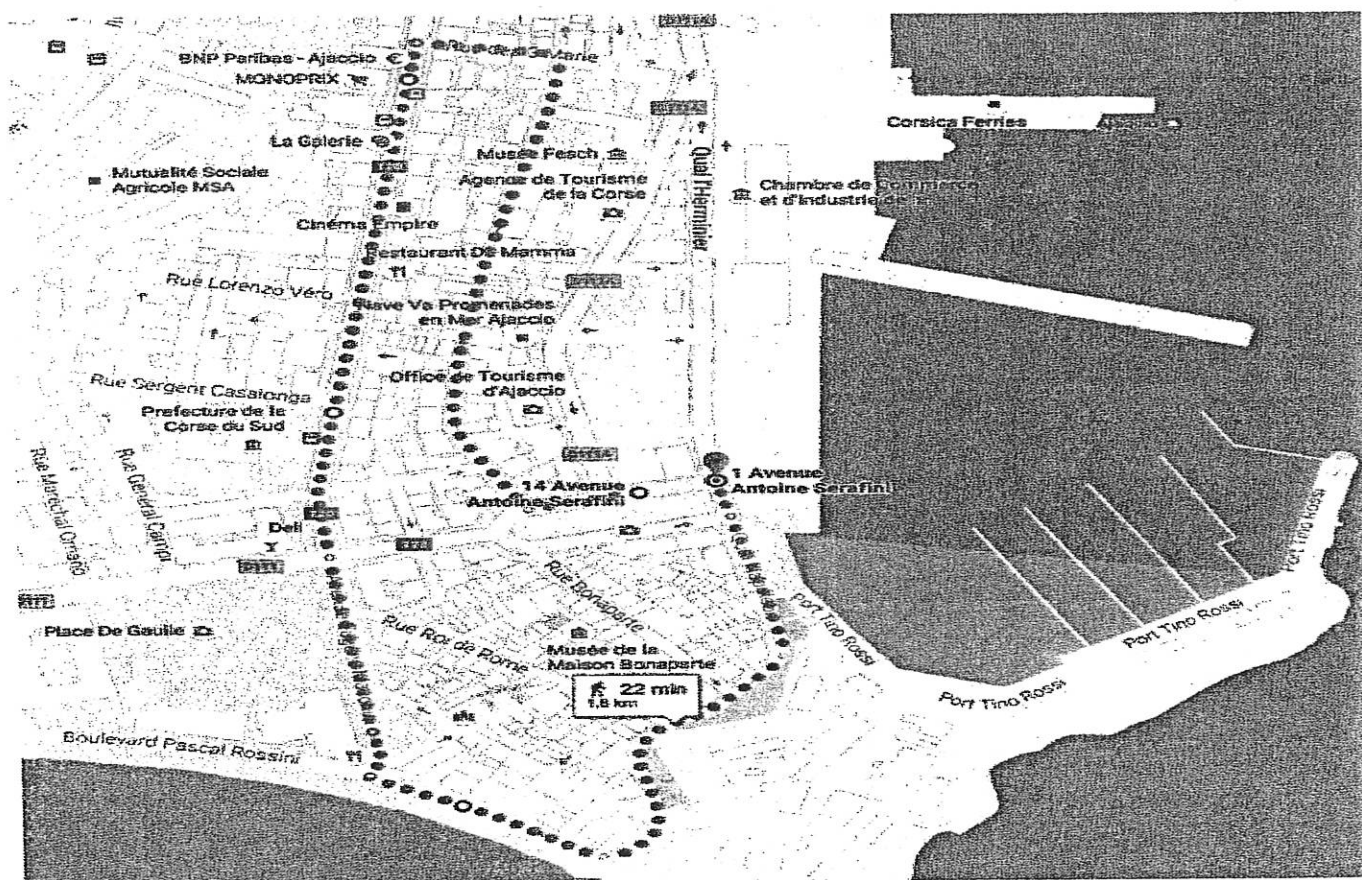 BNP Paribas - Ajaccio
MONOPRIX
La Galerie
Mutualité Sociale
Agricole MSA
Musée Fesch
Agence de Tourisme
de la Corse
Corsica Ferries
Quai l'Herminier
Chambre de Commerce
et d'Industrie de
Cinéma Empire
Restaurant Da Mamma
Rue Lorenzo Véro
Nave Va Promenades
en Mer Ajaccio
Rue Sergent Casalonga
Office de Tourisme
d'Ajaccio
Prefecture de la
Corse du Sud
Rue Maréchal Ornano
Rue Général Campi
14 Avenue
Antoine Serafini
1 Avenue
Antoine Serafini
Rue Bonaparte
Place De Gaulle
Rue Roi de Rome
Musée de la
Maison Bonaparte
22 min
1,8 km
Port Tino Rossi
Port Tino Rossi
Port Tino Rossi
Port Tino Rossi
Boulevard Pascal Rossini